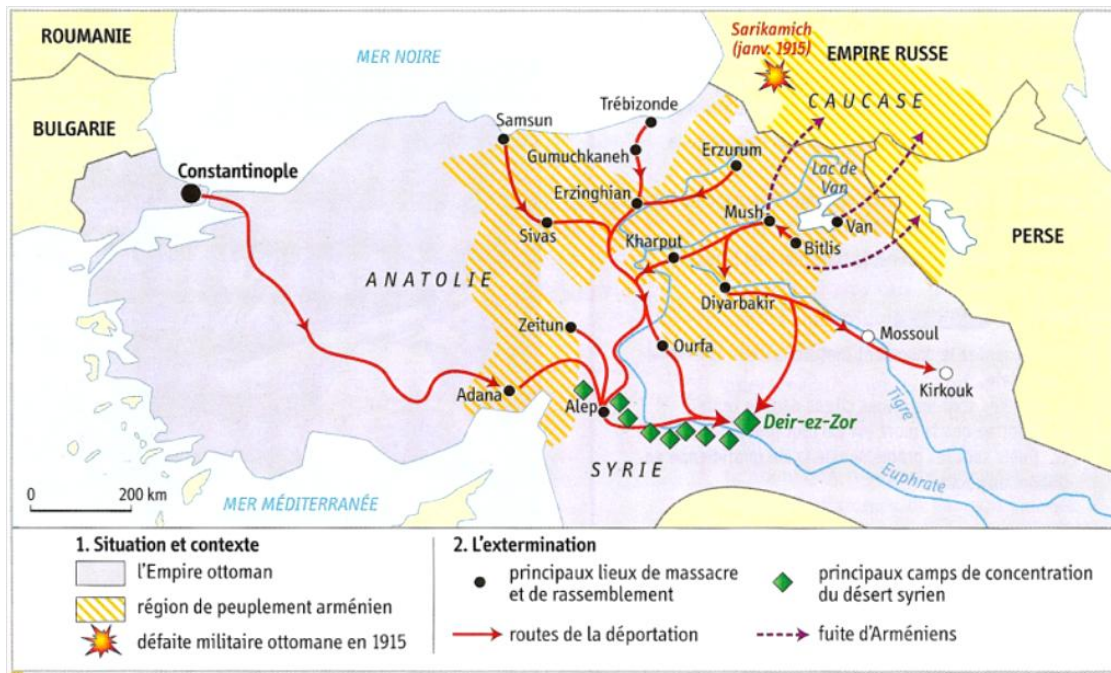 ROUMANIE
MER NOIRE
Sarikamich
(janv. 1915)
EMPIRE RUSSE
CAUCASE
BULGARIE
Constantinople
Samsun
Trébizonde
Gumuchkaneh
Erzurum
Erzinghian
Lac de
Van
Mush
Van
Bitlis
PERSE
Sivas
Kharput
ANATOLIE
Diyarbakir
Zeitun
Ourfa
Mossoul
Kirkouk
Adana
Alep
Deir-ez-Zor
Tigre
SYRIE
Euphrate
0 200 km
MER MÉDITERRANÉE
1. Situation et contexte
l'Empire ottoman
région de peuplement arménien
défaite militaire ottomane en 1915
2. L'extermination
principaux lieux de massacre
et de rassemblement
routes de la déportation
principaux camps de concentration
du désert syrien
fuite d'Arméniens